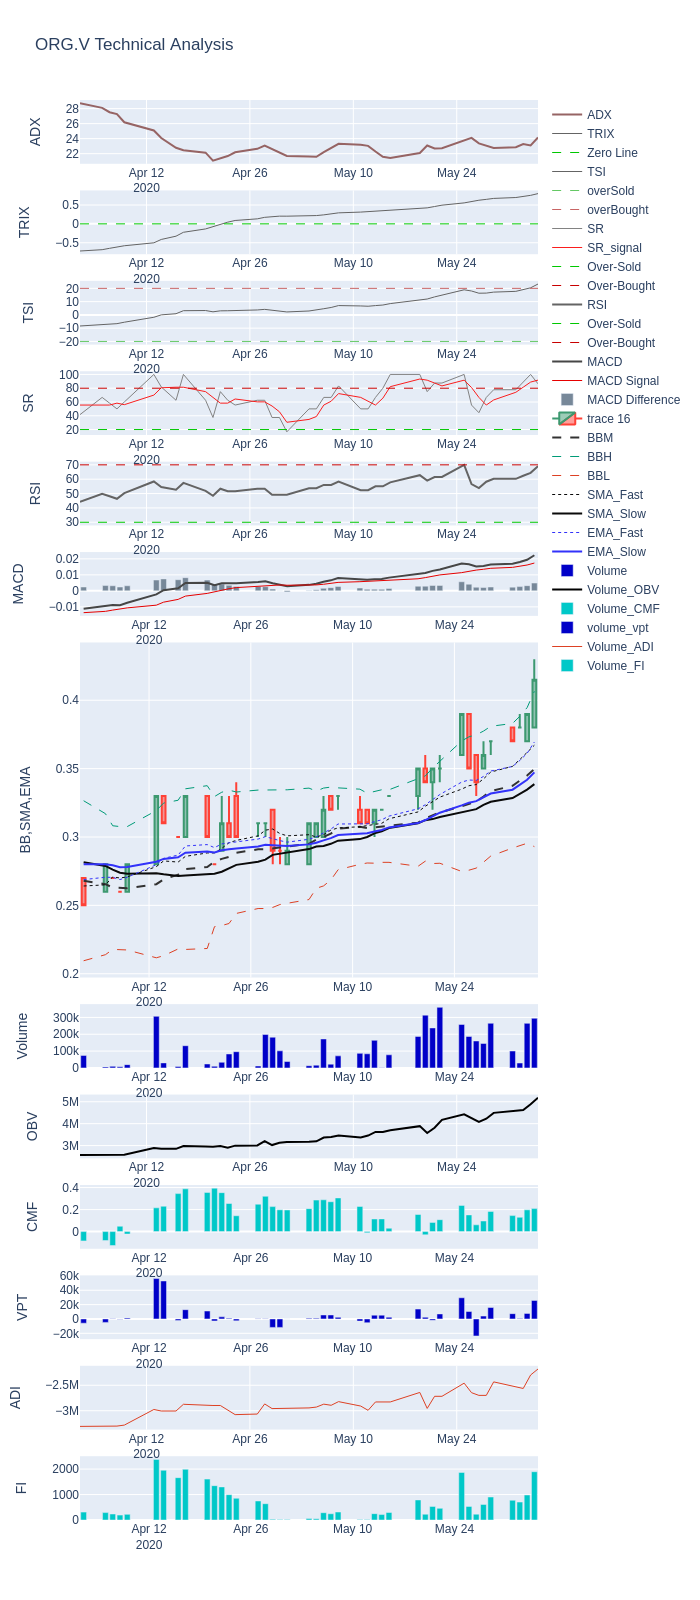 ORG.V Technical Analysis
ADX
28
26
24
22
Apr 12
2020
Apr 26
May 10
May 24
TRIX
0.5
0
−0.5
Apr 12
2020
Apr 26
May 10
May 24
TSI
20
10
0
−10
−20
Apr 12
2020
Apr 26
May 10
May 24
SR
100
80
60
40
20
Apr 12
2020
Apr 26
May 10
May 24
RSI
70
60
50
40
30
Apr 12
2020
Apr 26
May 10
May 24
MACD
0.02
0.01
0
−0.01
Apr 12
2020
Apr 26
May 10
May 24
BB,SMA,EMA
0.4
0.35
0.3
0.25
0.2
Apr 12
2020
Apr 26
May 10
May 24
Volume
300k
200k
100k
0
Apr 12
2020
Apr 26
May 10
May 24
OBV
5M
4M
3M
Apr 12
2020
Apr 26
May 10
May 24
CMF
0.4
0.2
0
Apr 12
2020
Apr 26
May 10
May 24
VPT
60k
40k
20k
0
−20k
Apr 12
2020
Apr 26
May 10
May 24
ADI
−2.5M
−3M
Apr 12
2020
Apr 26
May 10
May 24
FI
2000
1000
0
Apr 12
2020
Apr 26
May 10
May 24
ADX
TRIX
Zero Line
TSI
overSold
overBought
SR
SR_signal
Over-Sold
Over-Bought
RSI
Over-Sold
Over-Bought
MACD
MACD Signal
MACD Difference
trace 16
BBM
BBH
BBL
SMA_Fast
SMA_Slow
EMA_Fast
EMA_Slow
Volume
Volume_OBV
Volume_CMF
volume_vpt
Volume_ADI
Volume_FI